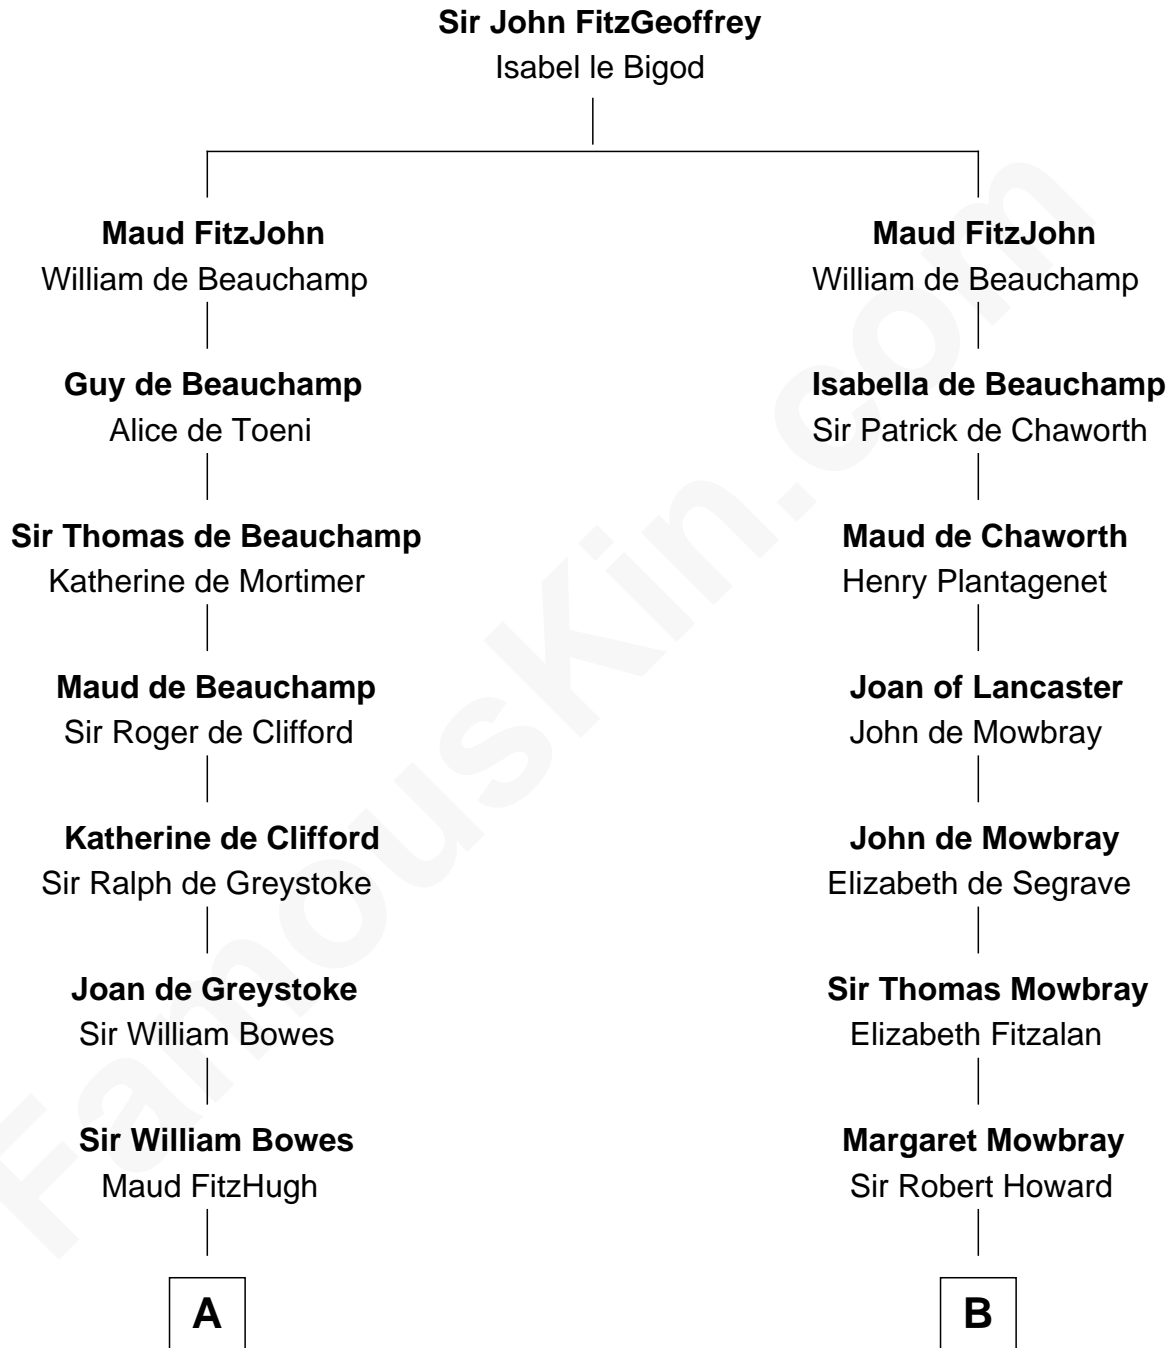 Sir John FitzGeoffrey
Isabel le Bigod
Maud FitzJohn
William de Beauchamp
Maud FitzJohn
William de Beauchamp
Guy de Beauchamp
Alice de Toeni
Isabella de Beauchamp
Sir Patrick de Chaworth
Sir Thomas de Beauchamp
Katherine de Mortimer
Maud de Chaworth
Henry Plantagenet
Maud de Beauchamp
Sir Roger de Clifford
Joan of Lancaster
John de Mowbray
Katherine de Clifford
Sir Ralph de Greystoke
John de Mowbray
Elizabeth de Segrave
Joan de Greystoke
Sir William Bowes
Sir Thomas Mowbray
Elizabeth Fitzalan
Sir William Bowes
Maud FitzHugh
Margaret Mowbray
Sir Robert Howard
A
B
FamousKin.com